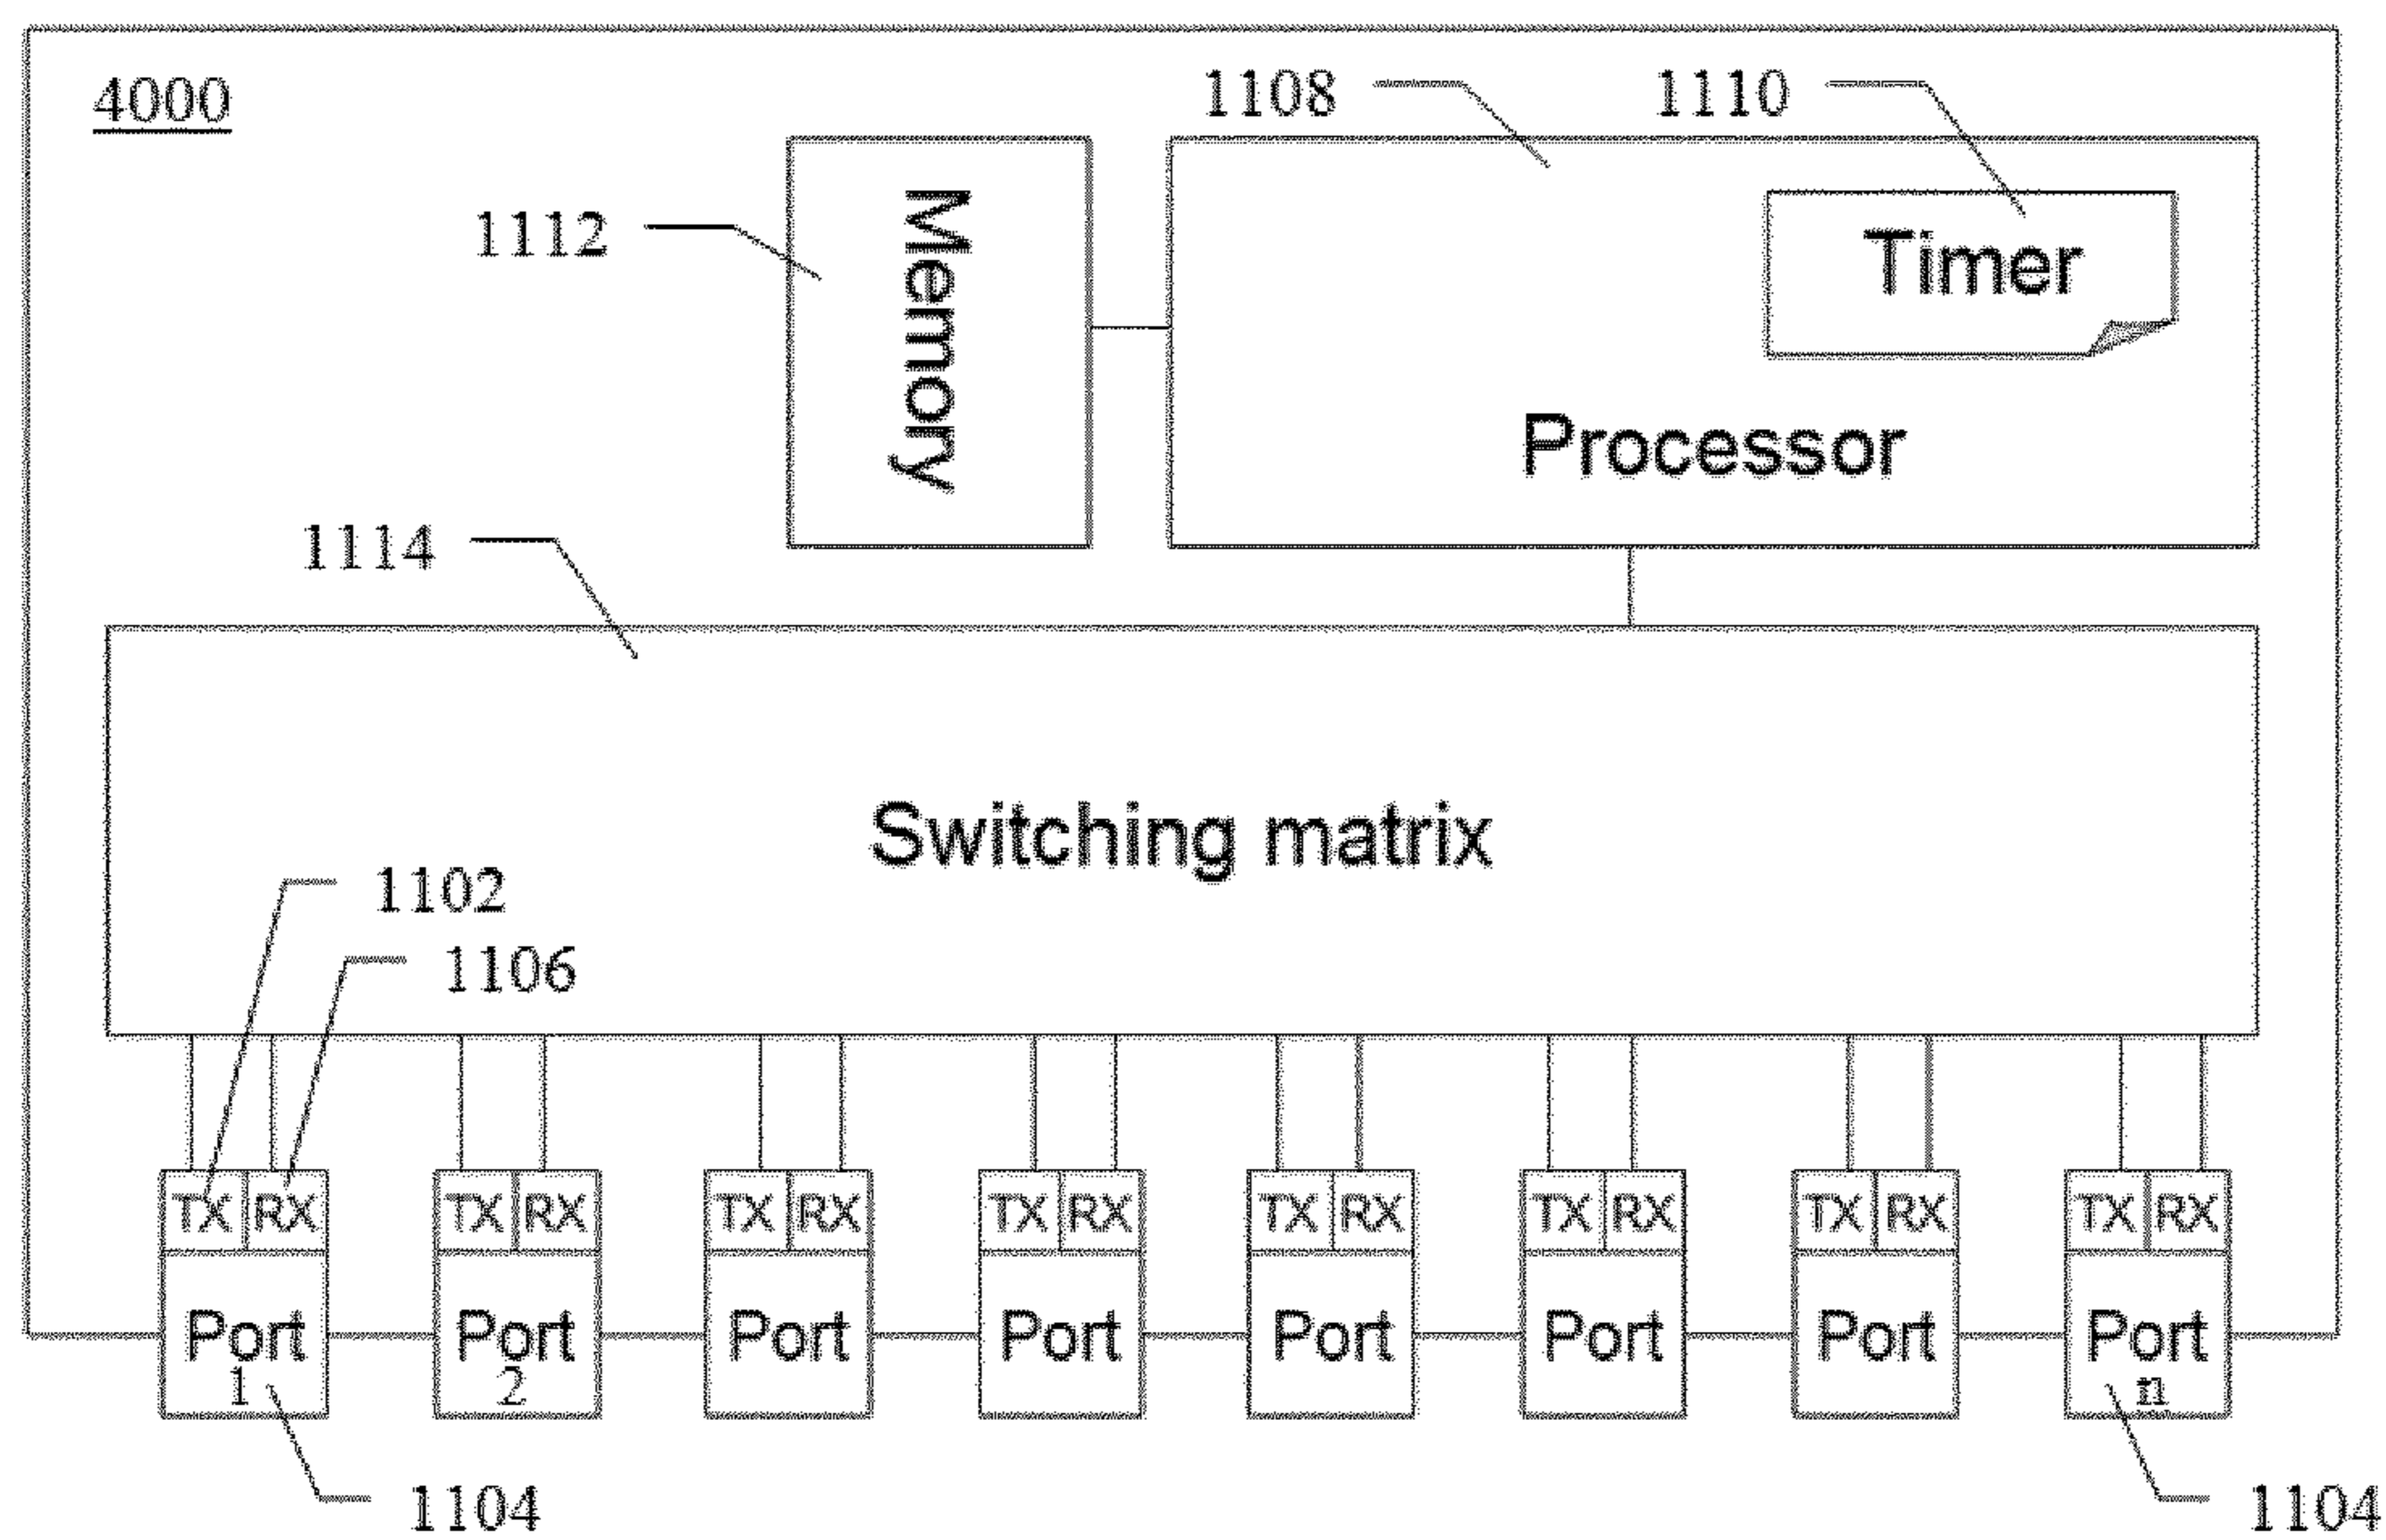 4000
1108
1110
1112
Memory
Timer
Processor
1114
Switching matrix
1102
1106
TX RX TX RX TX RX TX RX TX RX TX RX TX RX TX RX
Port Port Port Port Port Port Port Port
1 2 n
1104 1104